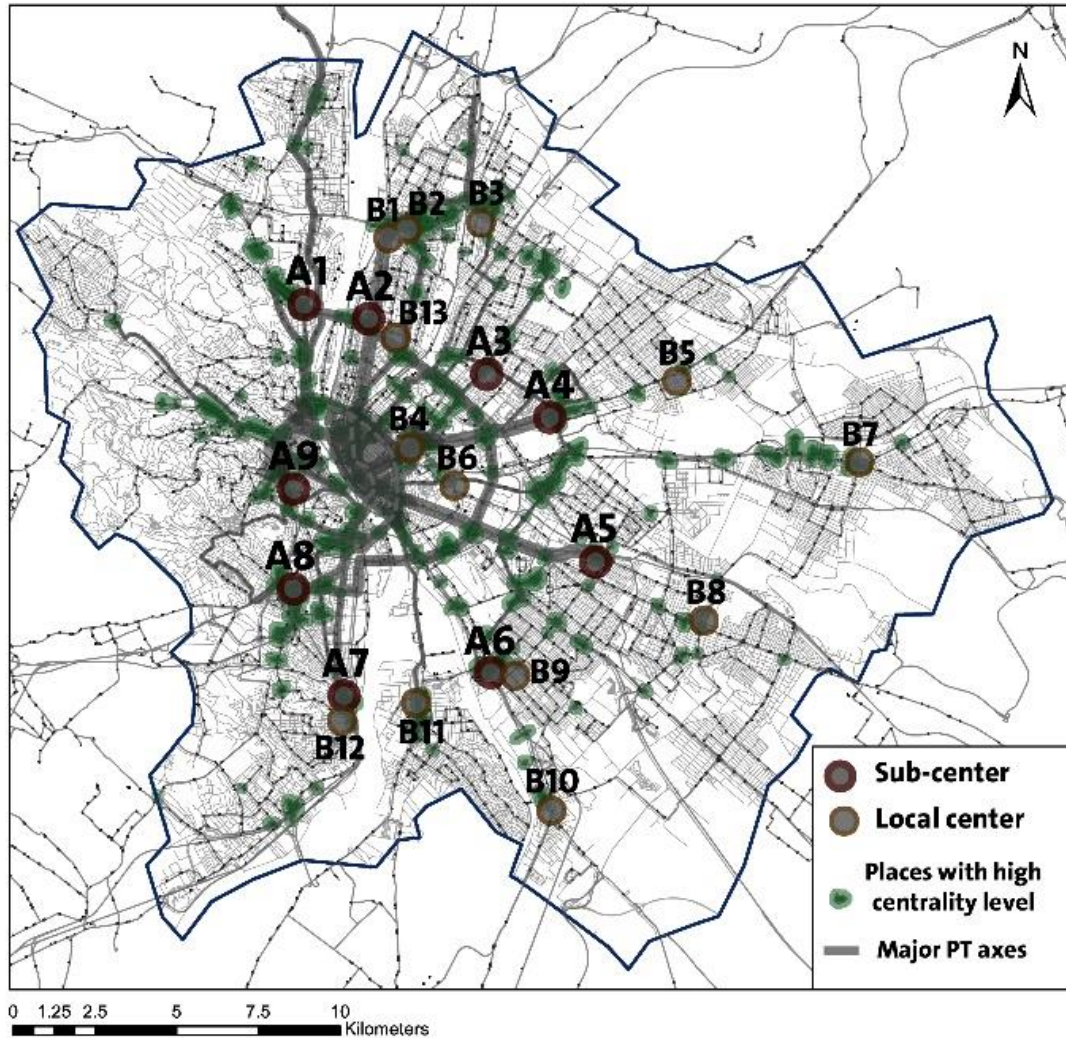 N
B1
B2
B3
A1
A2
B13
A3
B5
A4
B4
B6
B7
A9
A5
A8
B8
A6
B9
A7
B11
B12
B10
Sub-center
Local center
Places with high
centrality level
Major PT axes
0 1.25 2.5 5 7.5 10
Kilometers